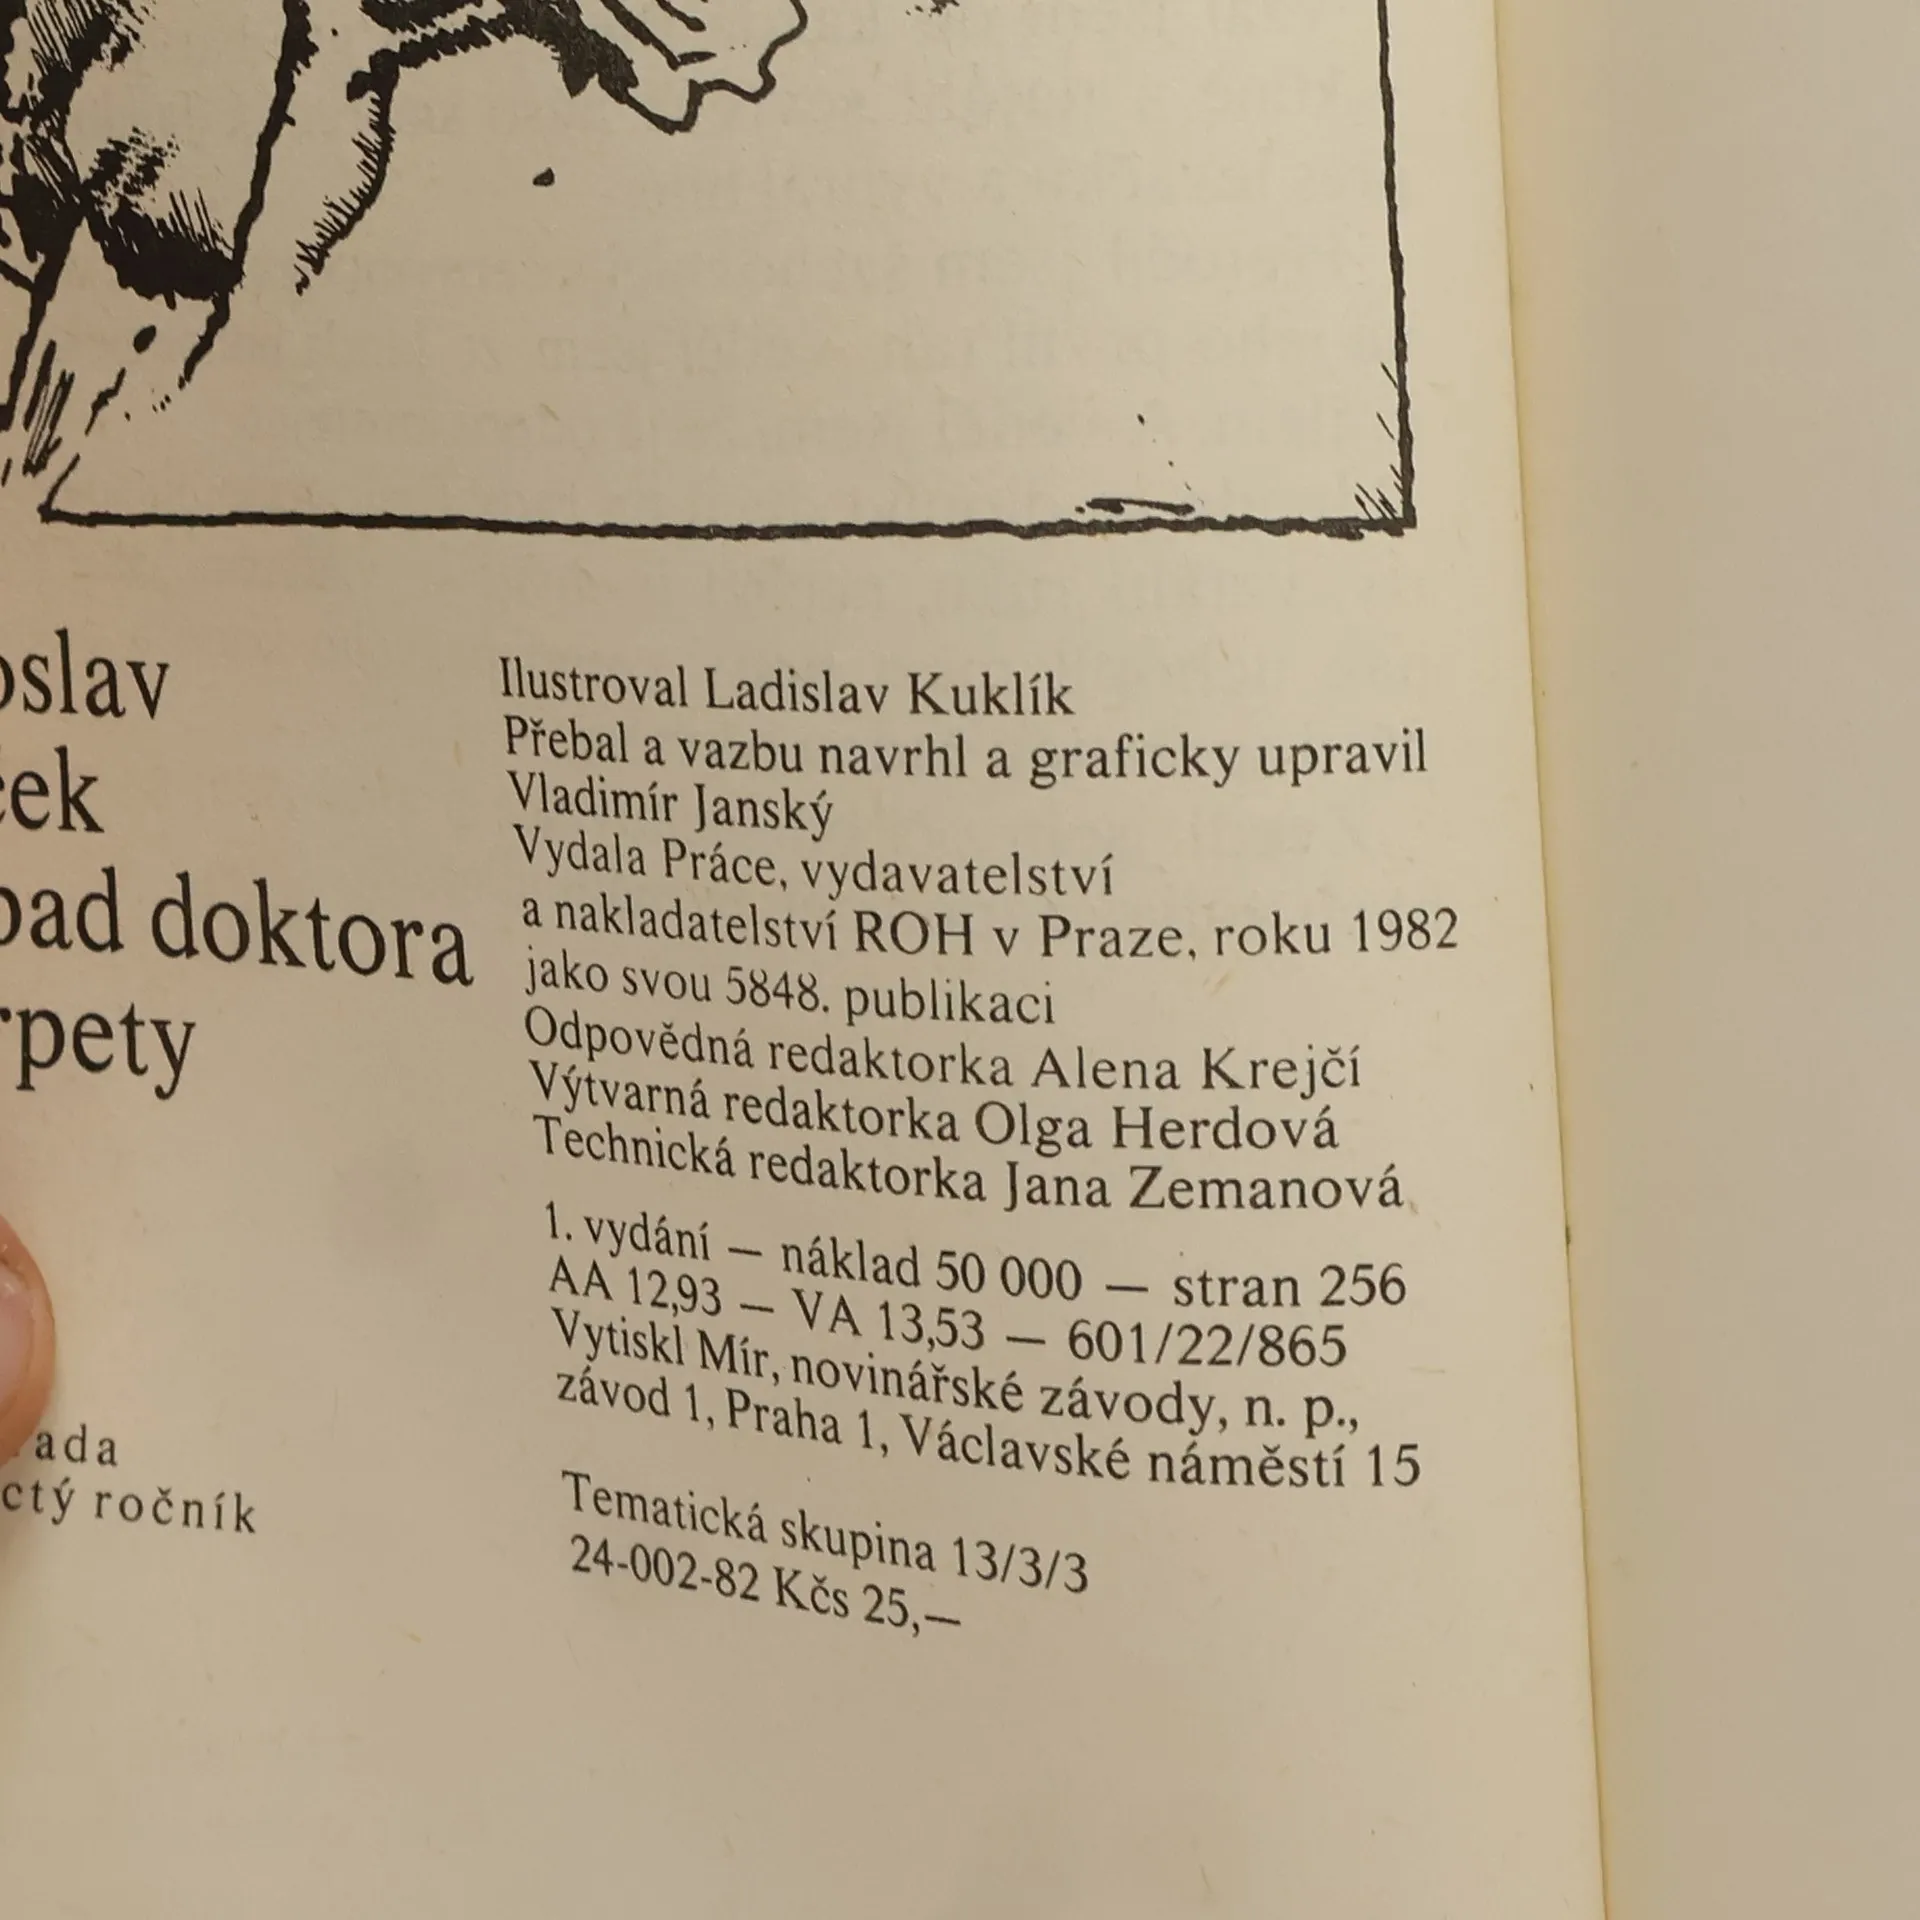 oslav
ek
pad doktora
rpety
ada
ctý ročník
Ilustroval Ladislav Kuklík
Přebal a vazbu navrhl a graficky upravil
Vladimír Janský
Vydala Práce, vydavatelství
a nakladatelství ROH v Praze, roku 1982
jako svou 5848. publikaci
Odpovědná redaktorka Alena Krejčí
Výtvarná redaktorka Olga Herdová
Technická redaktorka Jana Zemanová
1. vydání — náklad 50 000 — stran 256
AA 12,93 — VA 13,53 — 601/22/865
Vytiskl Mír, novinářské závody, n. p.,
závod 1, Praha 1, Václavské náměstí 15
Tematická skupina 13/3/3
24-002-82 Kčs 25,—